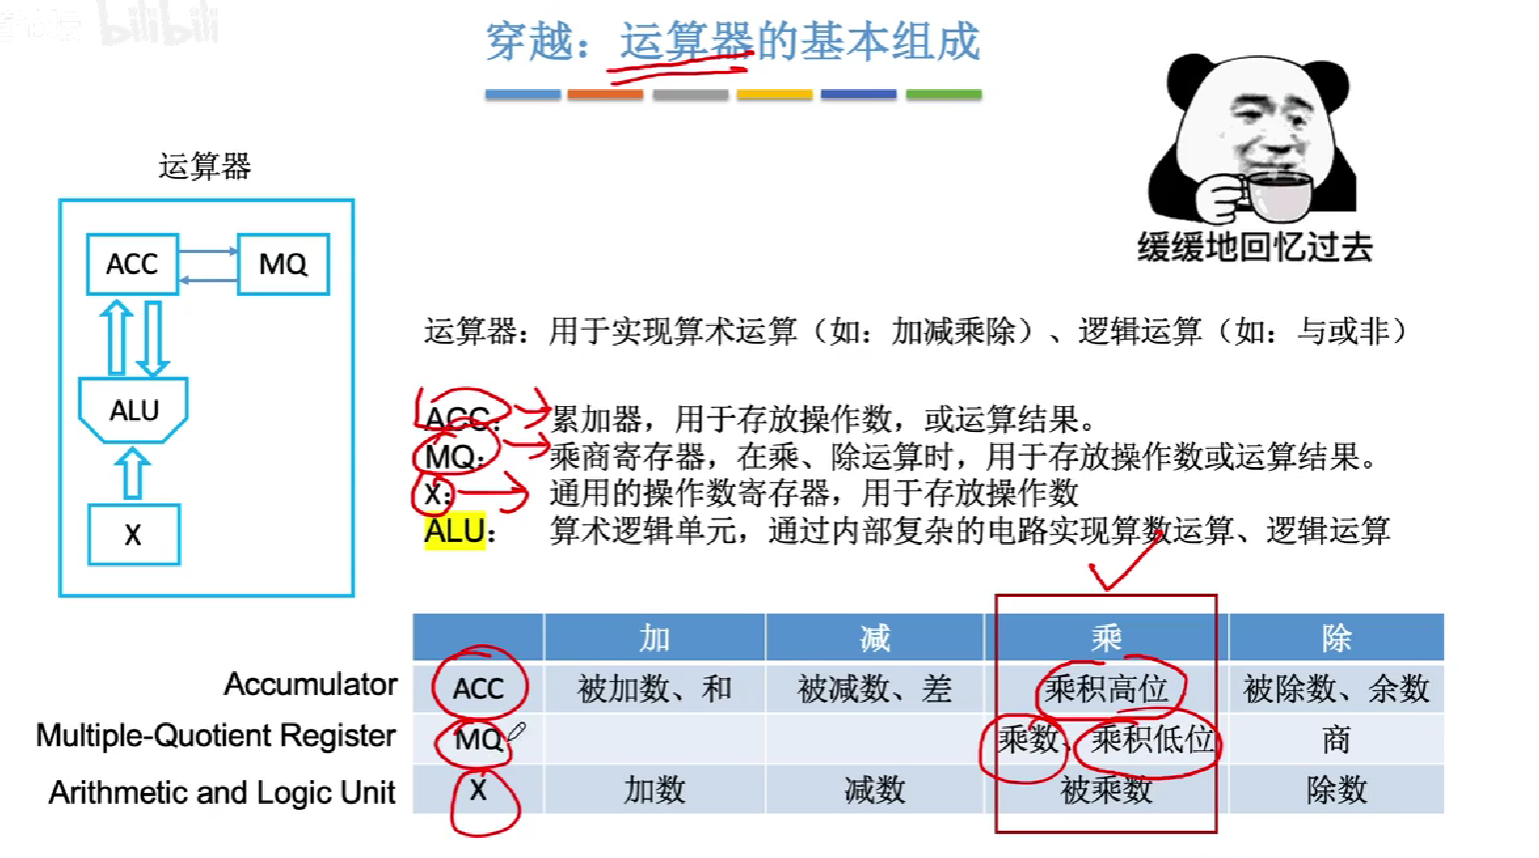 bilibili
穿越：运算器的基本组成
运算器
ACC
MQ
ALU
X
缓缓地回忆过去
运算器：用于实现算术运算（如：加减乘除）、逻辑运算（如：与或非）
ACC： 累加器，用于存放操作数，或运算结果。
MQ： 乘商寄存器，在乘、除运算时，用于存放操作数或运算结果。
X： 通用的操作数寄存器，用于存放操作数
ALU： 算术逻辑单元，通过内部复杂的电路实现算数运算、逻辑运算
加 减 乘 除
Accumulator ACC 被加数、和 被减数、差 乘积高位 被除数、余数
Multiple-Quotient Register MQ 乘数、乘积低位 商
Arithmetic and Logic Unit X 加数 减数 被乘数 除数